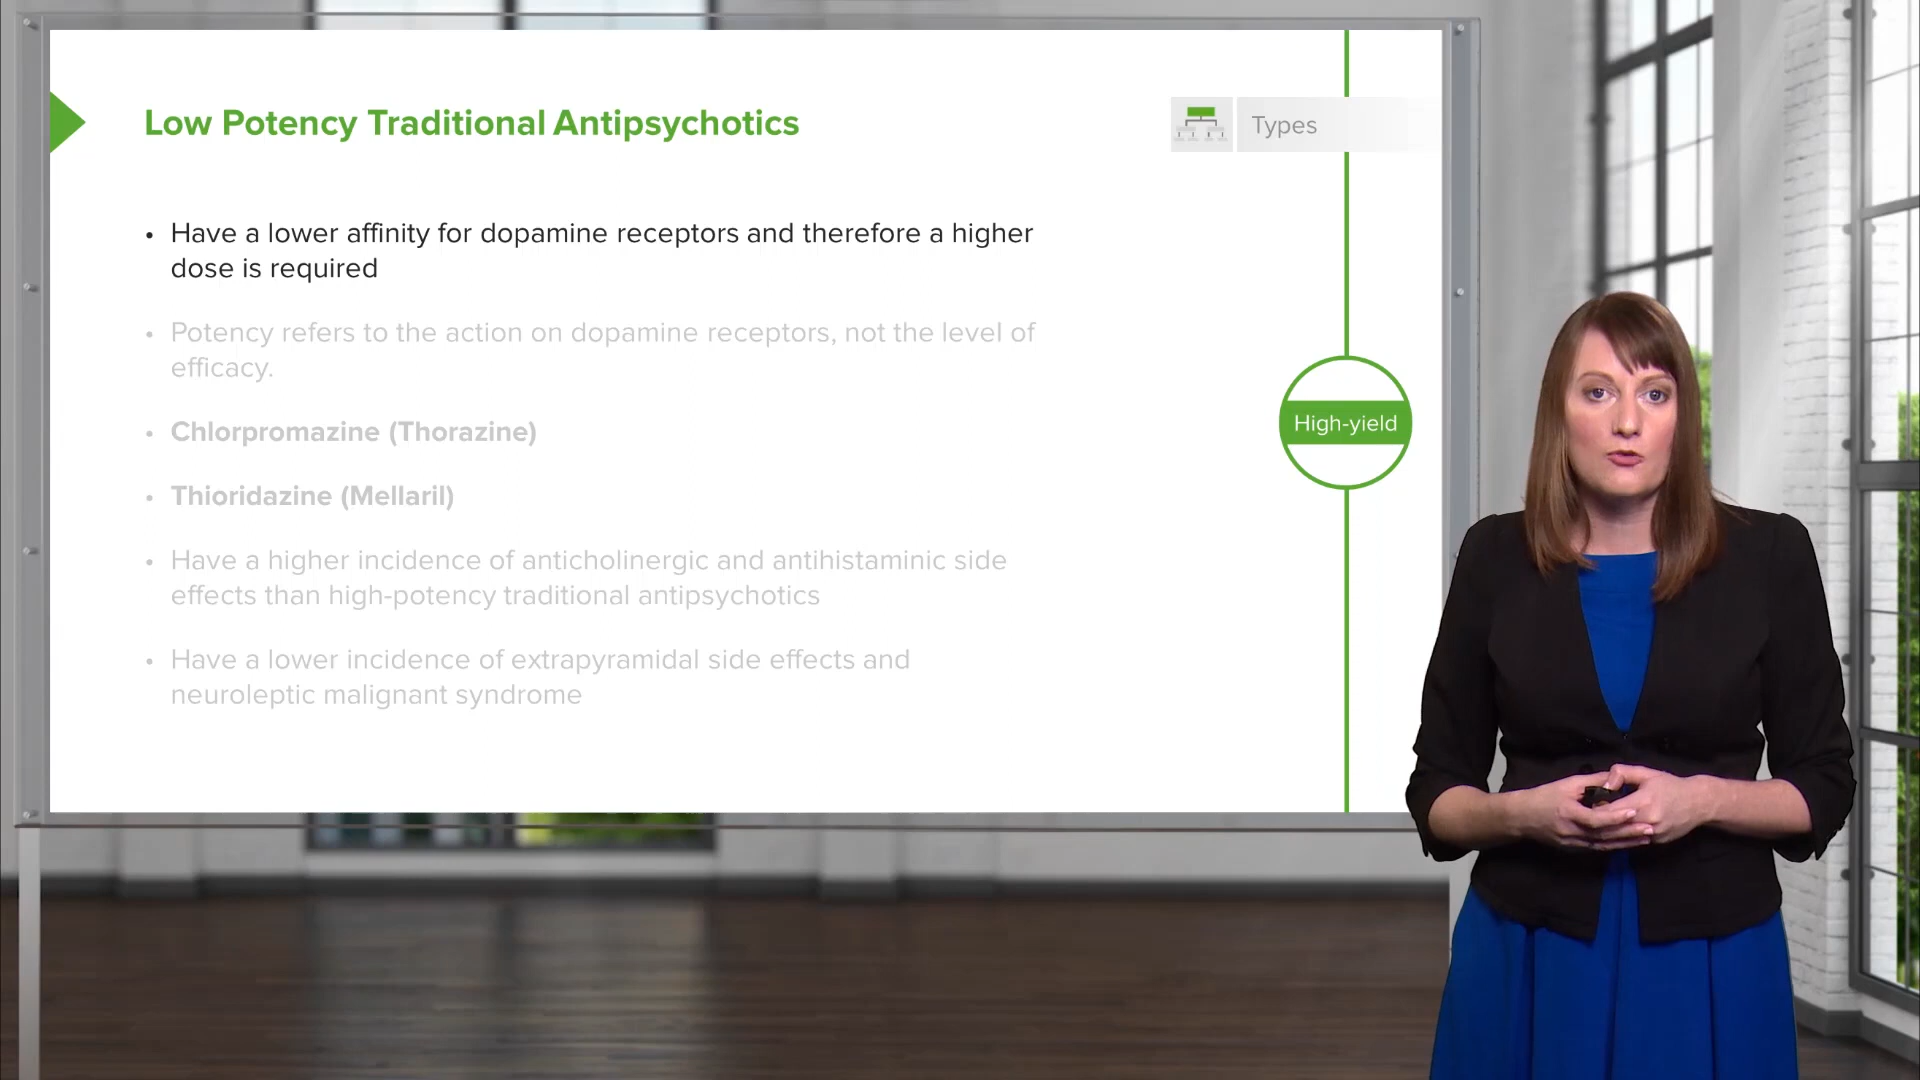 Low Potency Traditional Antipsychotics
Types
• Have a lower affinity for dopamine receptors and therefore a higher
dose is required
• Potency refers to the action on dopamine receptors, not the level of
efficacy.
• Chlorpromazine (Thorazine)
• Thioridazine (Mellaril)
• Have a higher incidence of anticholinergic and antihistaminic side
effects than high-potency traditional antipsychotics
• Have a lower incidence of extrapyramidal side effects and
neuroleptic malignant syndrome
High-yield